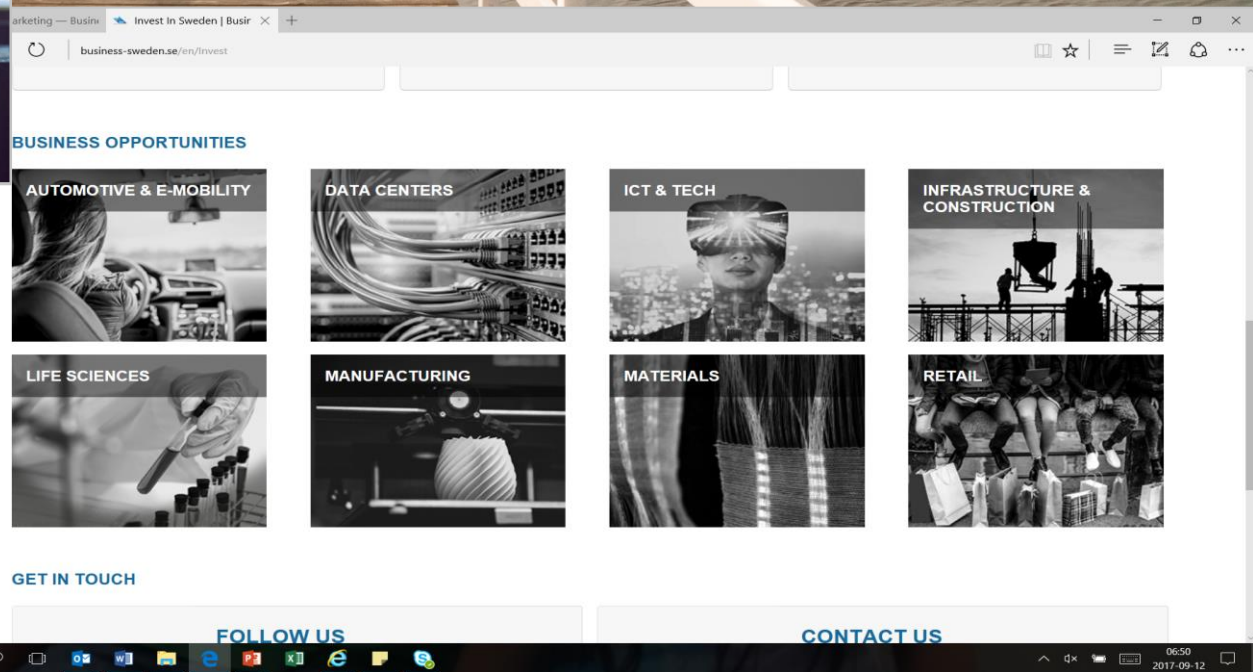 arketing — Busin
Invest In Sweden | Busir
business-sweden.se/en/Invest
BUSINESS OPPORTUNITIES
AUTOMOTIVE & E-MOBILITY
DATA CENTERS
ICT & TECH
INFRASTRUCTURE &
CONSTRUCTION
LIFE SCIENCES
MANUFACTURING
MATERIALS
RETAIL
GET IN TOUCH
FOLLOW US
CONTACT US
06:50
2017-09-12